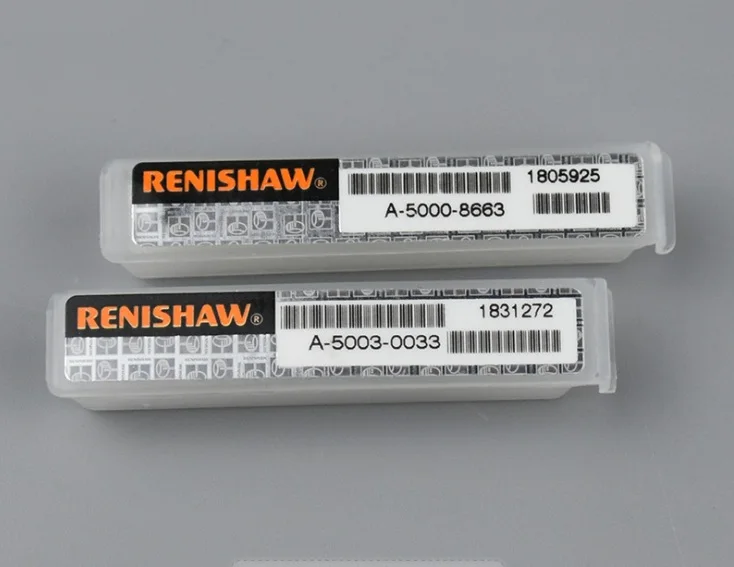 RENISHAW®
1805925
A-5000-8663
RENISHAW®
1831272
A-5003-0033